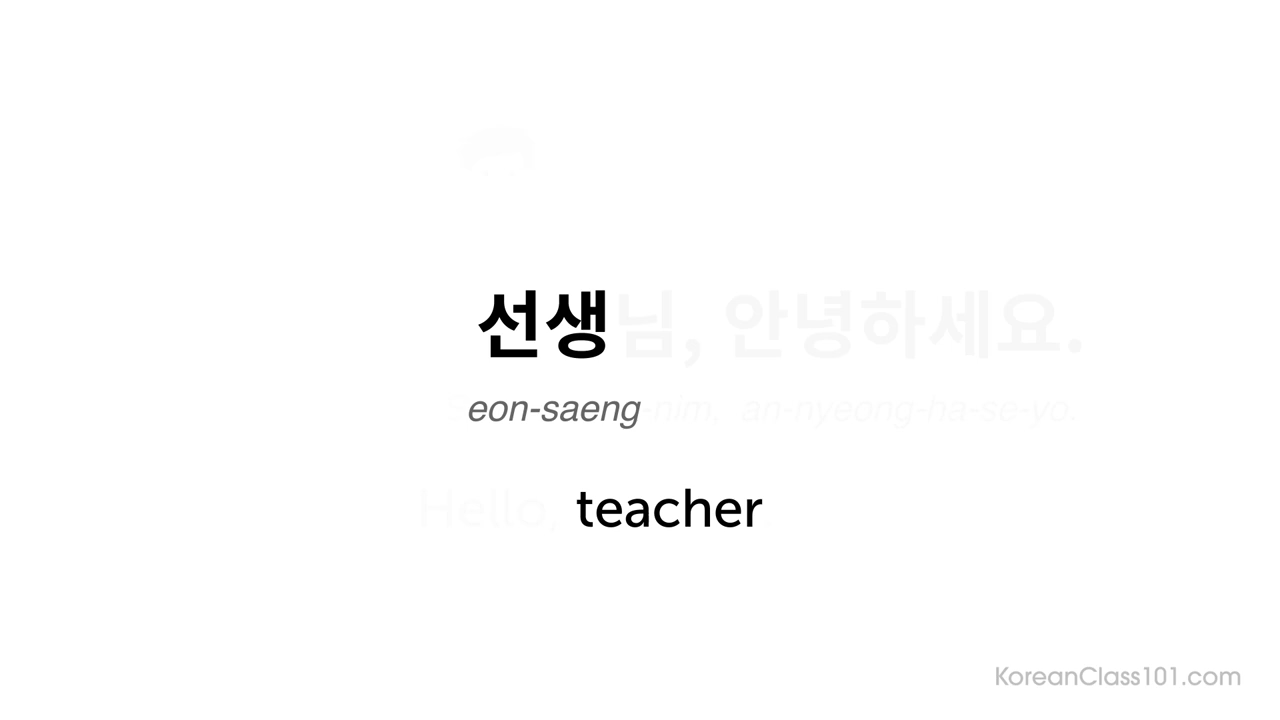 선생님, 안녕하세요.
eon-saeng-nim. an-nyeong-ha-se-yo.
Hello, teacher.
KoreanClass101.com